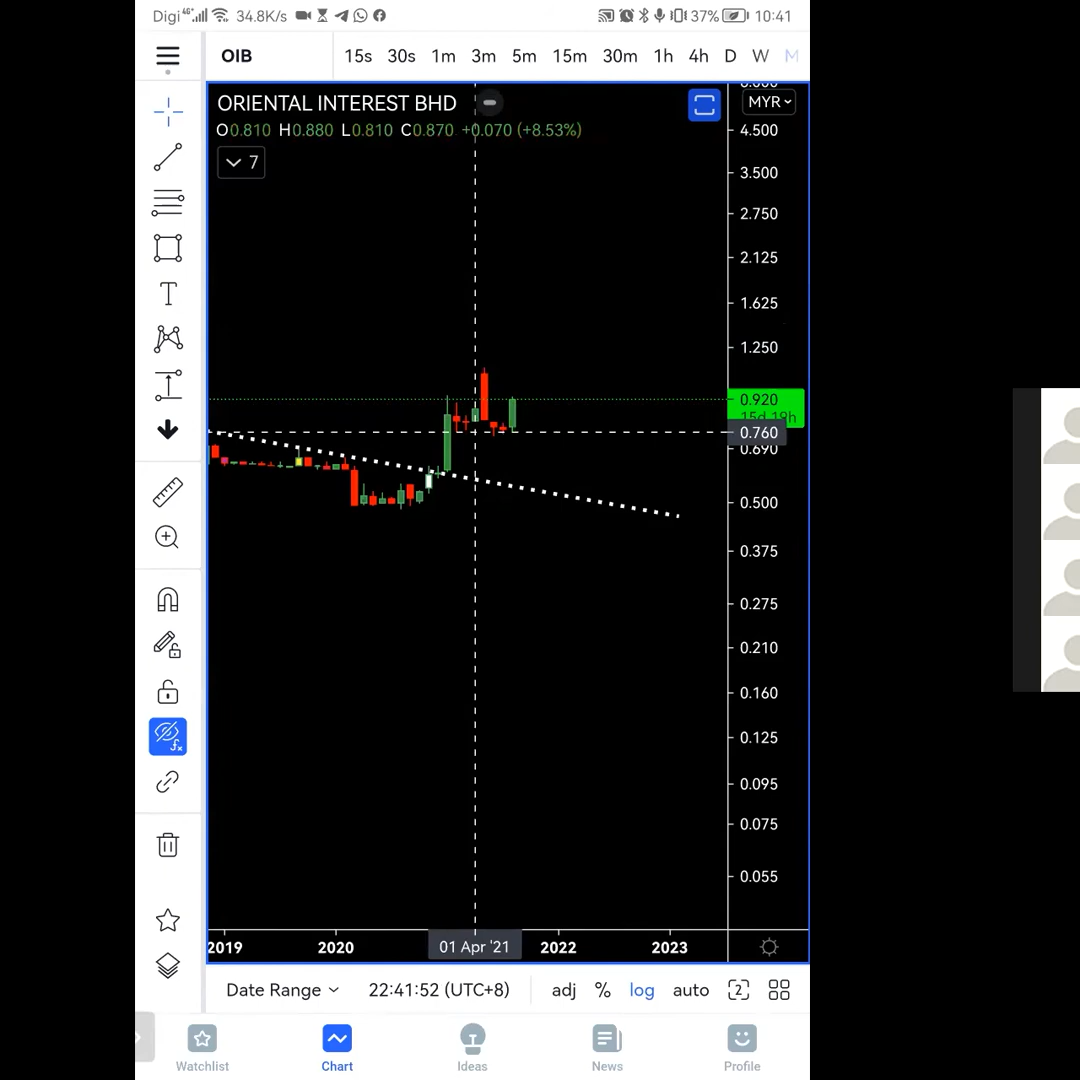 Digi 4G 34.8K/s 37% 10:41
OIB 15s 30s 1m 3m 5m 15m 30m 1h 4h D W M
ORIENTAL INTEREST BHD MYR
O0.810 H0.880 L0.810 C0.870 +0.070 (+8.53%)
7
4.500
3.500
2.750
2.125
1.625
1.250
0.920
15d 19h
0.760
0.690
0.500
0.375
0.275
0.210
0.160
0.125
0.095
0.075
0.055
2019 2020 01 Apr '21 2022 2023
Date Range 22:41:52 (UTC+8) adj % log auto 2
Watchlist Chart Ideas News Profile